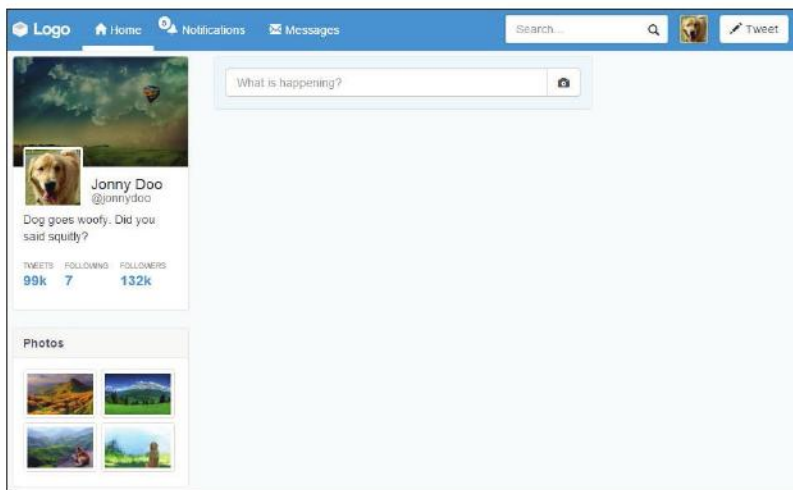 Logo Home 5 Notifications Messages Search... Tweet
What is happening?
Jonny Doo
@jonnydoo
Dog goes woofy. Did you
said squitly?
TWEETS FOLLOWING FOLLOWERS
99k 7 132k
Photos